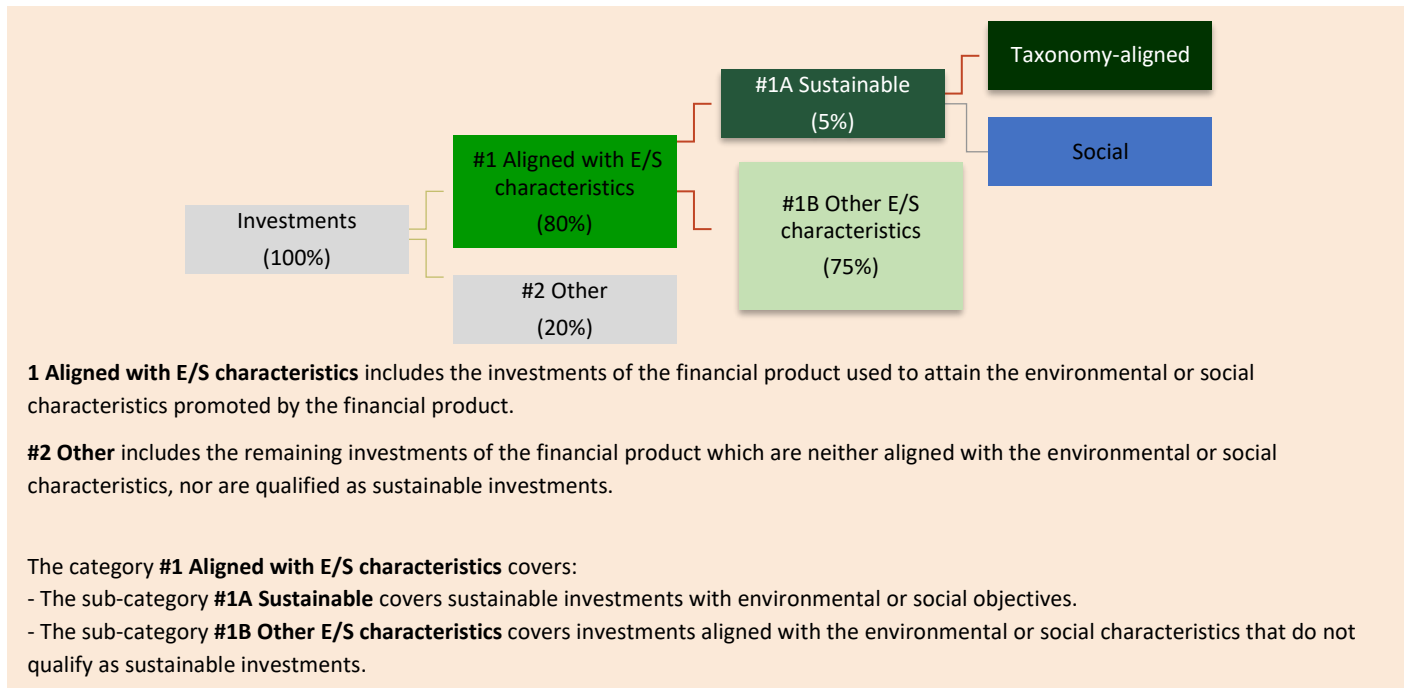 Taxonomy-aligned
#1A Sustainable
(5%)
Social
#1 Aligned with E/S
characteristics
(80%)
#1B Other E/S
characteristics
(75%)
Investments
(100%)
#2 Other
(20%)
1 Aligned with E/S characteristics includes the investments of the financial product used to attain the environmental or social
characteristics promoted by the financial product.
#2 Other includes the remaining investments of the financial product which are neither aligned with the environmental or social
characteristics, nor are qualified as sustainable investments.
The category #1 Aligned with E/S characteristics covers:
- The sub-category #1A Sustainable covers sustainable investments with environmental or social objectives.
- The sub-category #1B Other E/S characteristics covers investments aligned with the environmental or social characteristics that do not
qualify as sustainable investments.